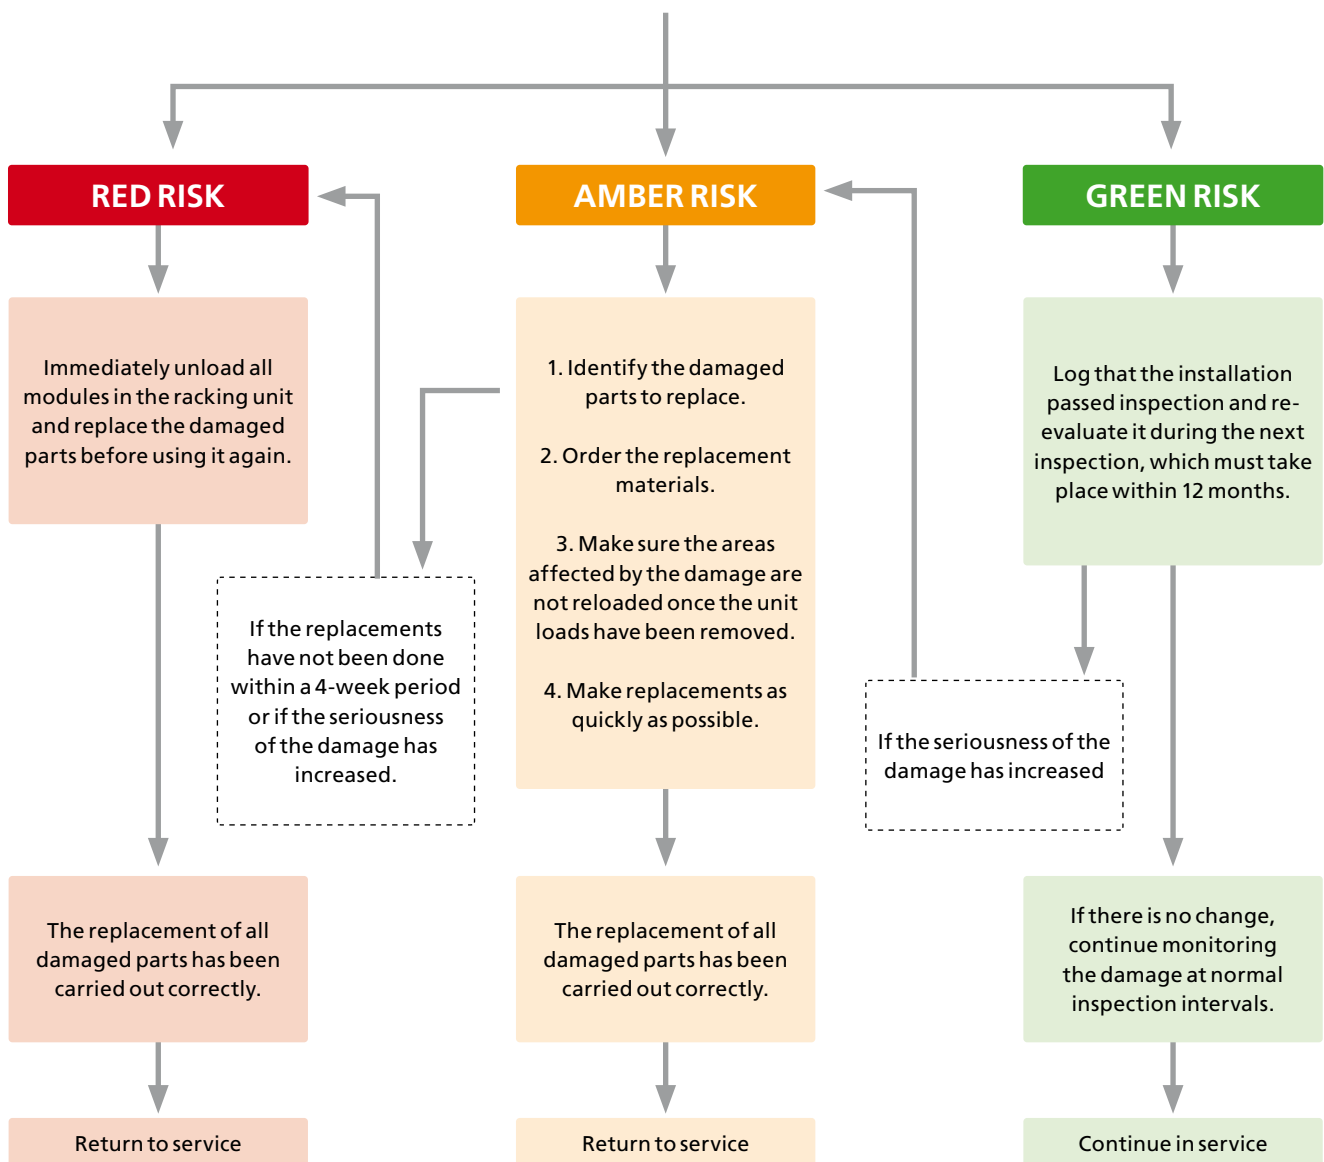 RED RISK
AMBER RISK
GREEN RISK
Immediately unload all
modules in the racking unit
and replace the damaged
parts before using it again.
1. Identify the damaged
parts to replace.
2. Order the replacement
materials.
3. Make sure the areas
affected by the damage are
not reloaded once the unit
loads have been removed.
4. Make replacements as
quickly as possible.
Log that the installation
passed inspection and re-
evaluate it during the next
inspection, which must take
place within 12 months.
If the replacements
have not been done
within a 4-week period
or if the seriousness
of the damage has
increased.
If the seriousness of the
damage has increased
The replacement of all
damaged parts has been
carried out correctly.
The replacement of all
damaged parts has been
carried out correctly.
If there is no change,
continue monitoring
the damage at normal
inspection intervals.
Return to service
Return to service
Continue in service